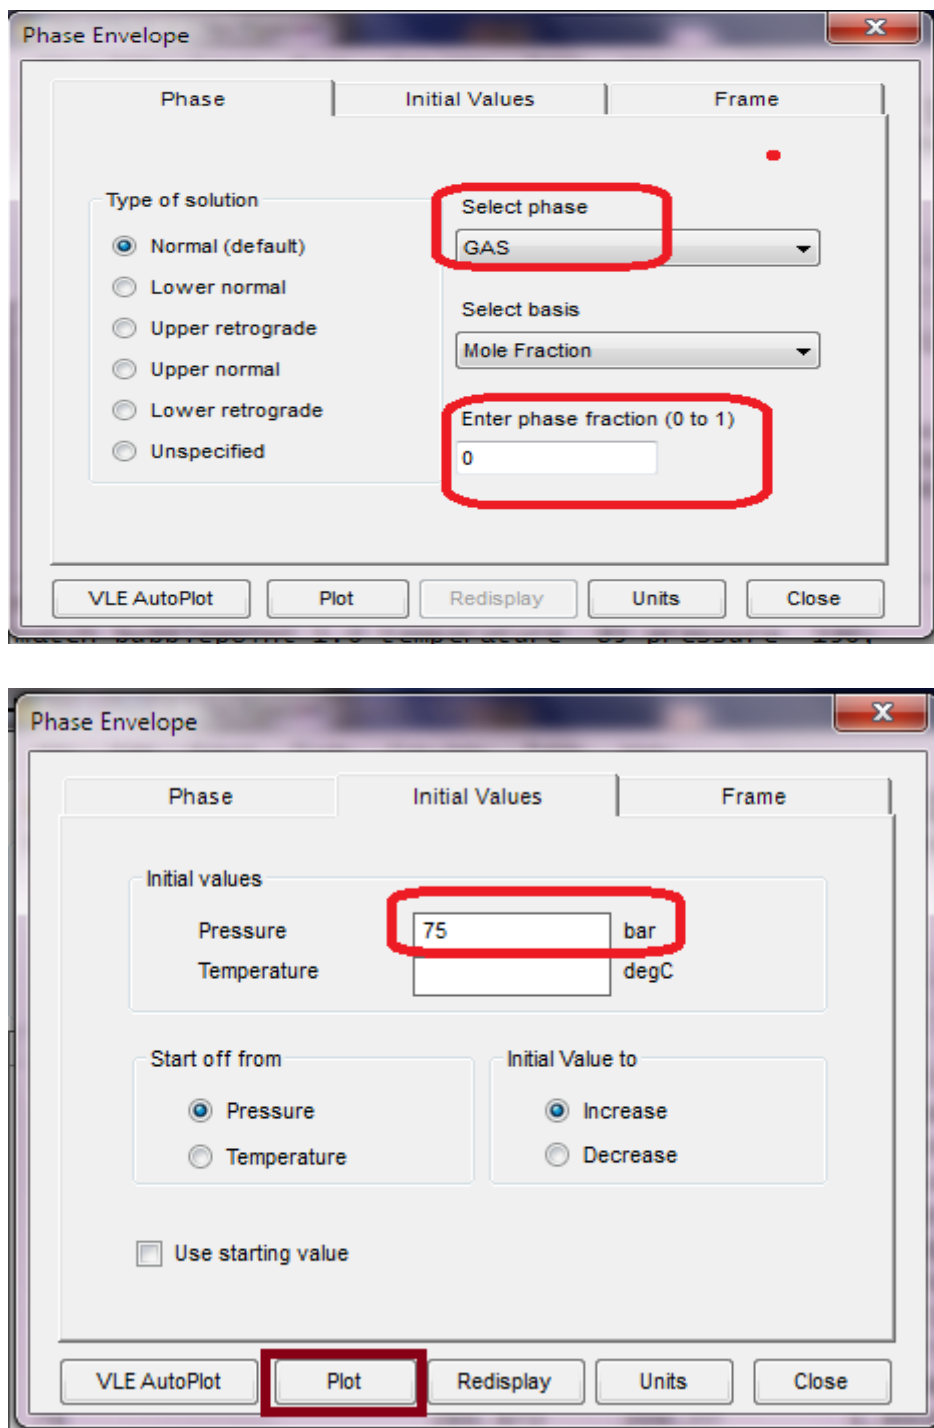 Phase Envelope
Phase Initial Values Frame
Type of solution
Normal (default)
Lower normal
Upper retrograde
Upper normal
Lower retrograde
Unspecified
Select phase
GAS
Select basis
Mole Fraction
Enter phase fraction (0 to 1)
0
VLE AutoPlot Plot Redisplay Units Close
Phase Envelope
Phase Initial Values Frame
Initial values
Pressure 75 bar
Temperature degC
Start off from
Pressure
Temperature
Initial Value to
Increase
Decrease
Use starting value
VLE AutoPlot Plot Redisplay Units Close